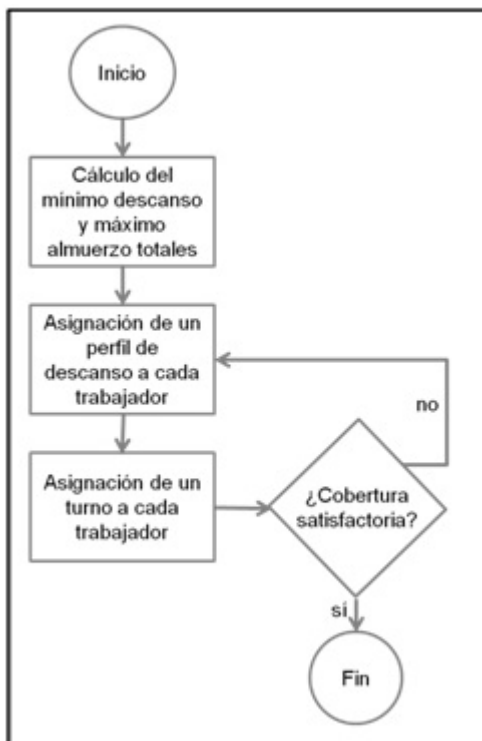 Inicio
Cálculo del
mínimo descanso
y máximo
almuerzo totales
Asignación de un
perfil de
descanso a cada
trabajador
no
Asignación de un
turno a cada
trabajador
¿Cobertura
satisfactoria?
sí
Fin